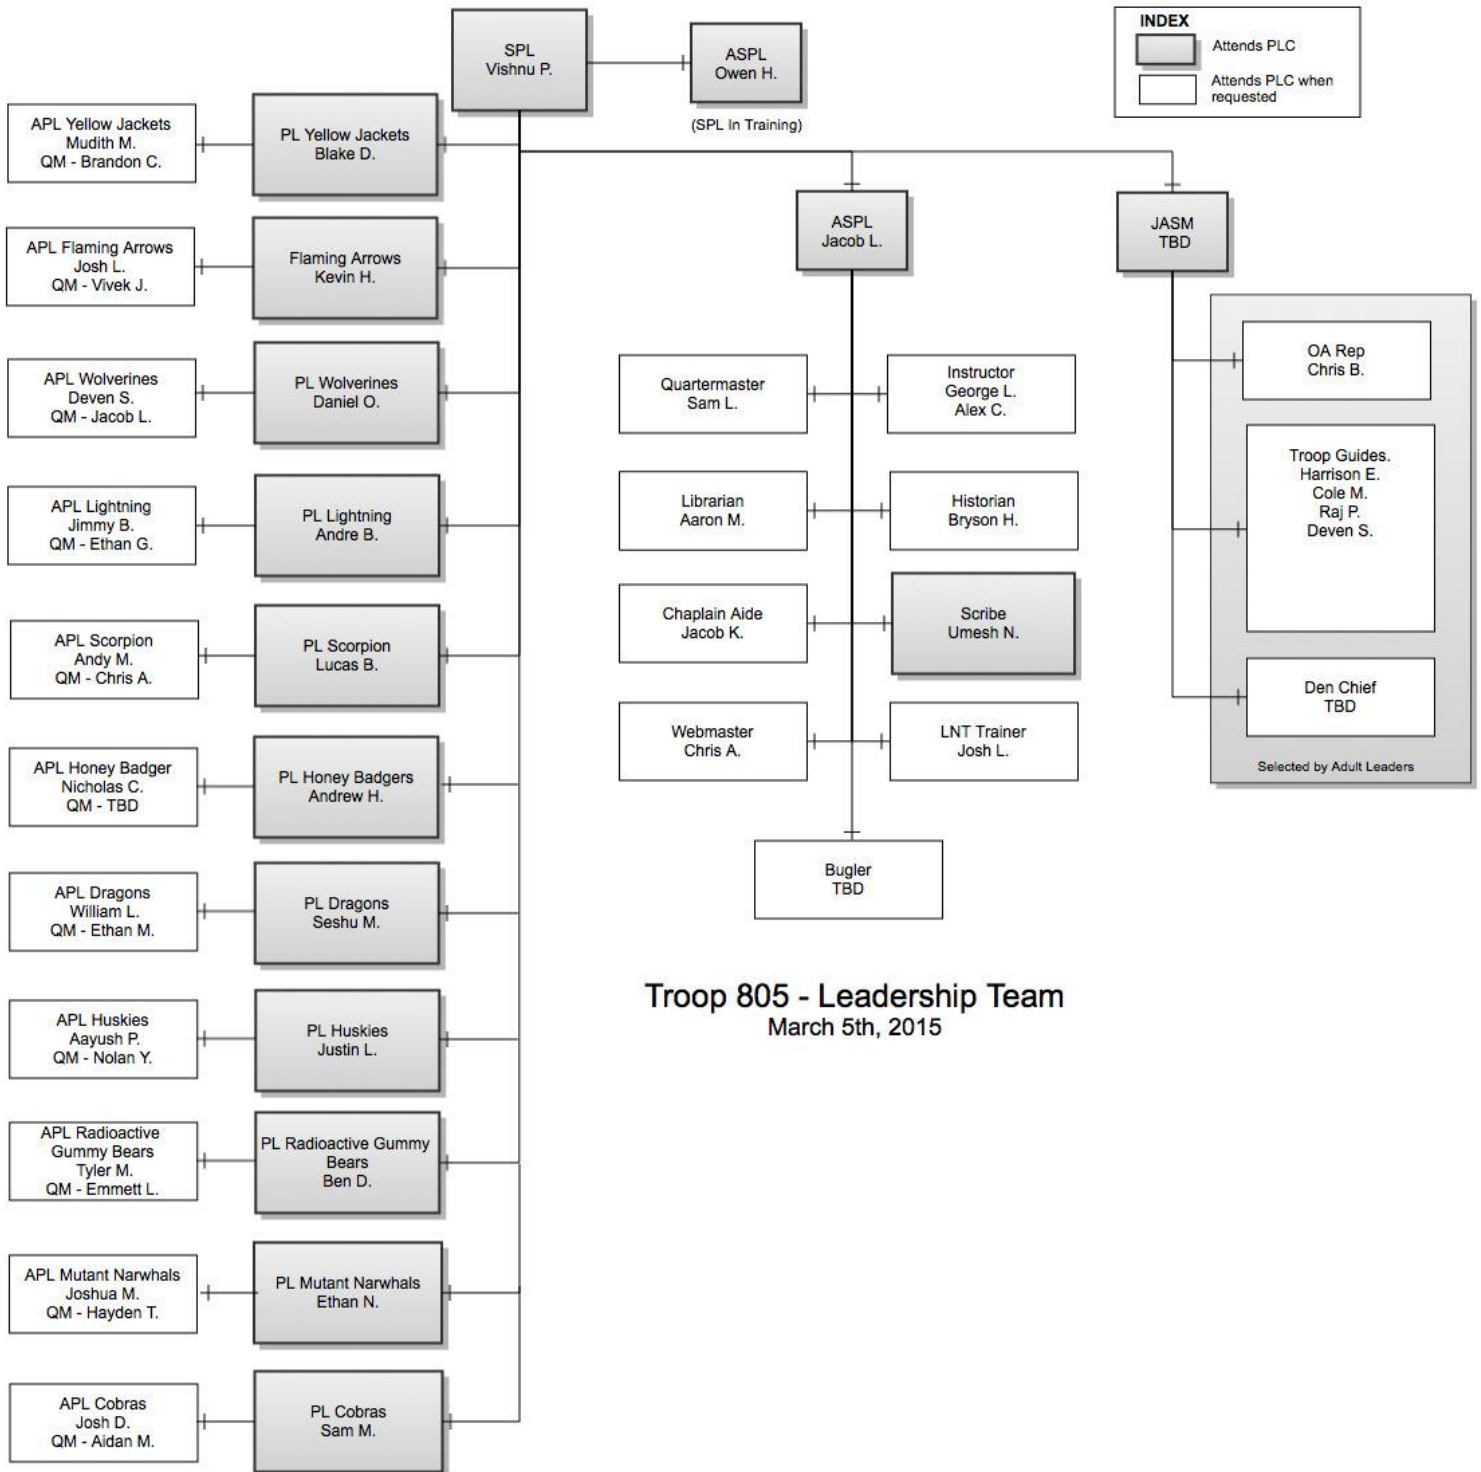 SPL
Vishnu P.
ASPL
Owen H.
(SPL In Training)
INDEX
Attends PLC
Attends PLC when
requested
APL Yellow Jackets
Mudith M.
QM - Brandon C.
PL Yellow Jackets
Blake D.
APL Flaming Arrows
Josh L.
QM - Vivek J.
Flaming Arrows
Kevin H.
APL Wolverines
Deven S.
QM - Jacob L.
PL Wolverines
Daniel O.
APL Lightning
Jimmy B.
QM - Ethan G.
PL Lightning
Andre B.
APL Scorpion
Andy M.
QM - Chris A.
PL Scorpion
Lucas B.
APL Honey Badger
Nicholas C.
QM - TBD
PL Honey Badgers
Andrew H.
APL Dragons
William L.
QM - Ethan M.
PL Dragons
Seshu M.
APL Huskies
Aayush P.
QM - Nolan Y.
PL Huskies
Justin L.
APL Radioactive
Gummy Bears
Tyler M.
QM - Emmett L.
PL Radioactive Gummy
Bears
Ben D.
APL Mutant Narwhals
Joshua M.
QM - Hayden T.
PL Mutant Narwhals
Ethan N.
APL Cobras
Josh D.
QM - Aidan M.
PL Cobras
Sam M.
ASPL
Jacob L.
Quartermaster
Sam L.
Instructor
George L.
Alex C.
Librarian
Aaron M.
Historian
Bryson H.
Chaplain Aide
Jacob K.
Scribe
Umesh N.
Webmaster
Chris A.
LNT Trainer
Josh L.
Bugler
TBD
JASM
TBD
OA Rep
Chris B.
Troop Guides.
Harrison E.
Cole M.
Raj P.
Deven S.
Den Chief
TBD
Selected by Adult Leaders
Troop 805 - Leadership Team
March 5th, 2015